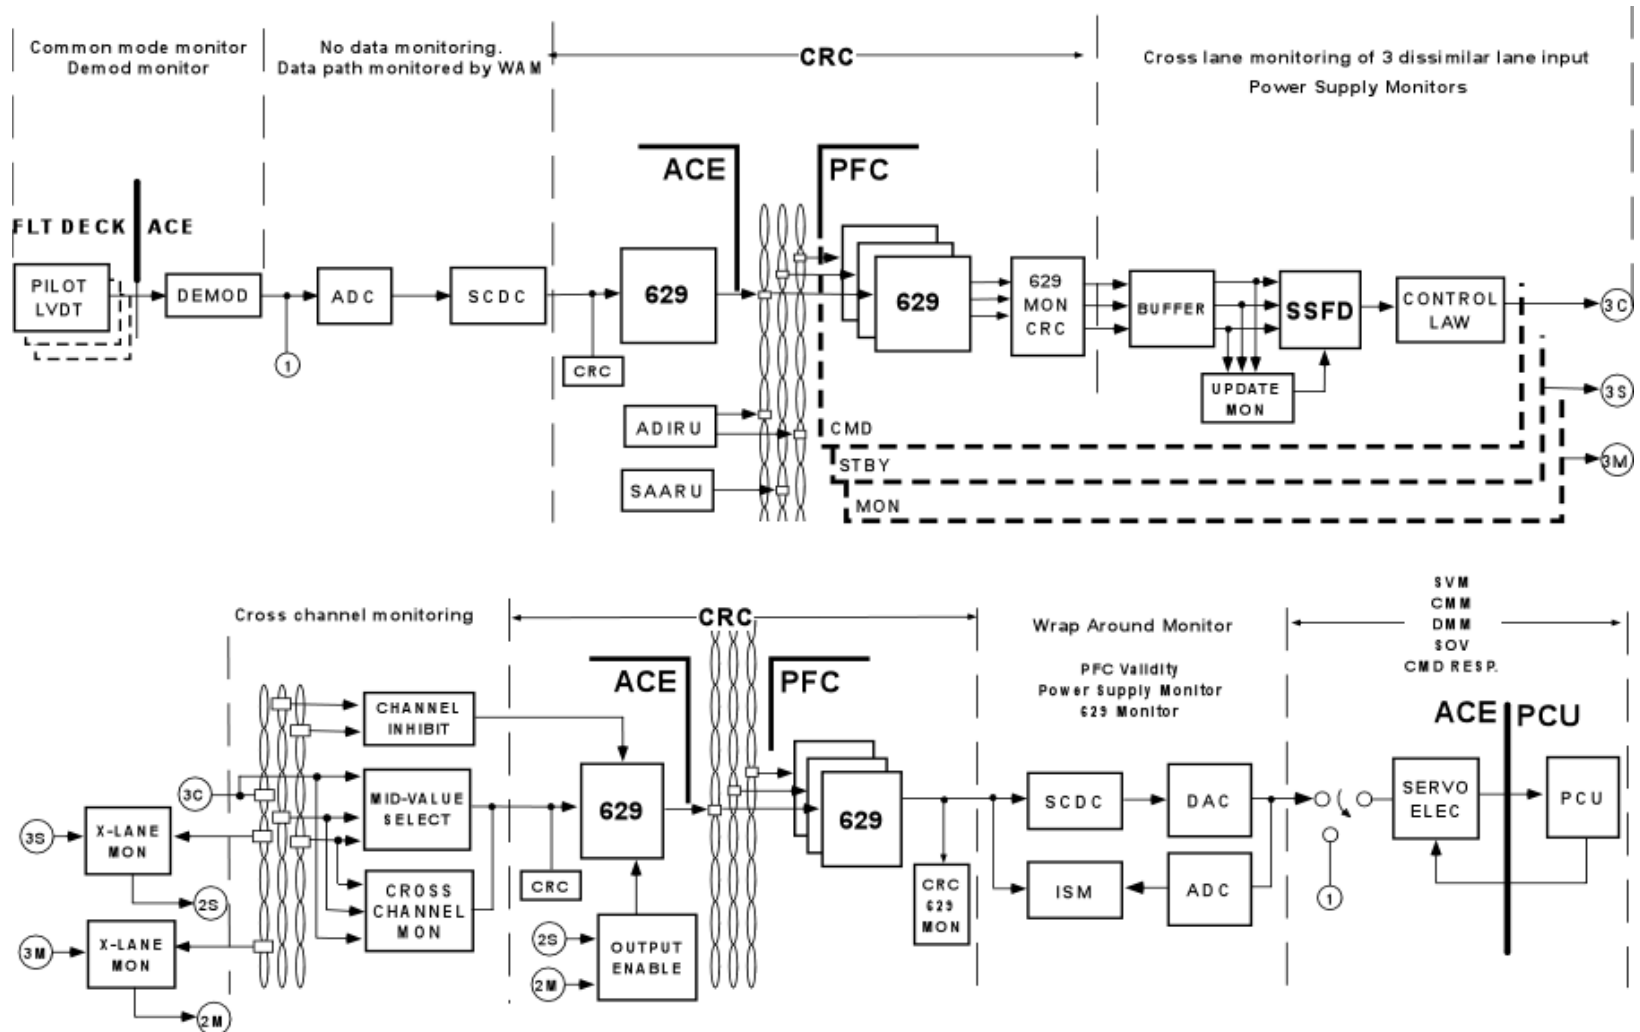 Common mode monitor
Demod monitor
No data monitoring.
Data path monitored by WAM
CRC
Cross lane monitoring of 3 dissimilar lane input
Power Supply Monitors
ACE
PFC
FLT DECK
ACE
PILOT
LVDT
DEMOD
ADC
SCDC
629
629
629
MON
CRC
BUFFER
SSFD
CONTROL
LAW
3C
1
CRC
UPDATE
MON
3S
ADIRU
CMD
STBY
3M
SAARU
MON
SVM
CMM
DMM
SOV
CMD RESP.
Cross channel monitoring
CRC
Wrap Around Monitor
PFC Validity
Power Supply Monitor
629 Monitor
ACE
PFC
ACE
PCU
CHANNEL
INHIBIT
3C
MID-VALUE
SELECT
629
629
SCDC
DAC
SERVO
ELEC
PCU
3S
X-LANE
MON
2S
CROSS
CHANNEL
MON
CRC
CRC
629
MON
ISM
ADC
1
3M
X-LANE
MON
2M
2S
2M
OUTPUT
ENABLE